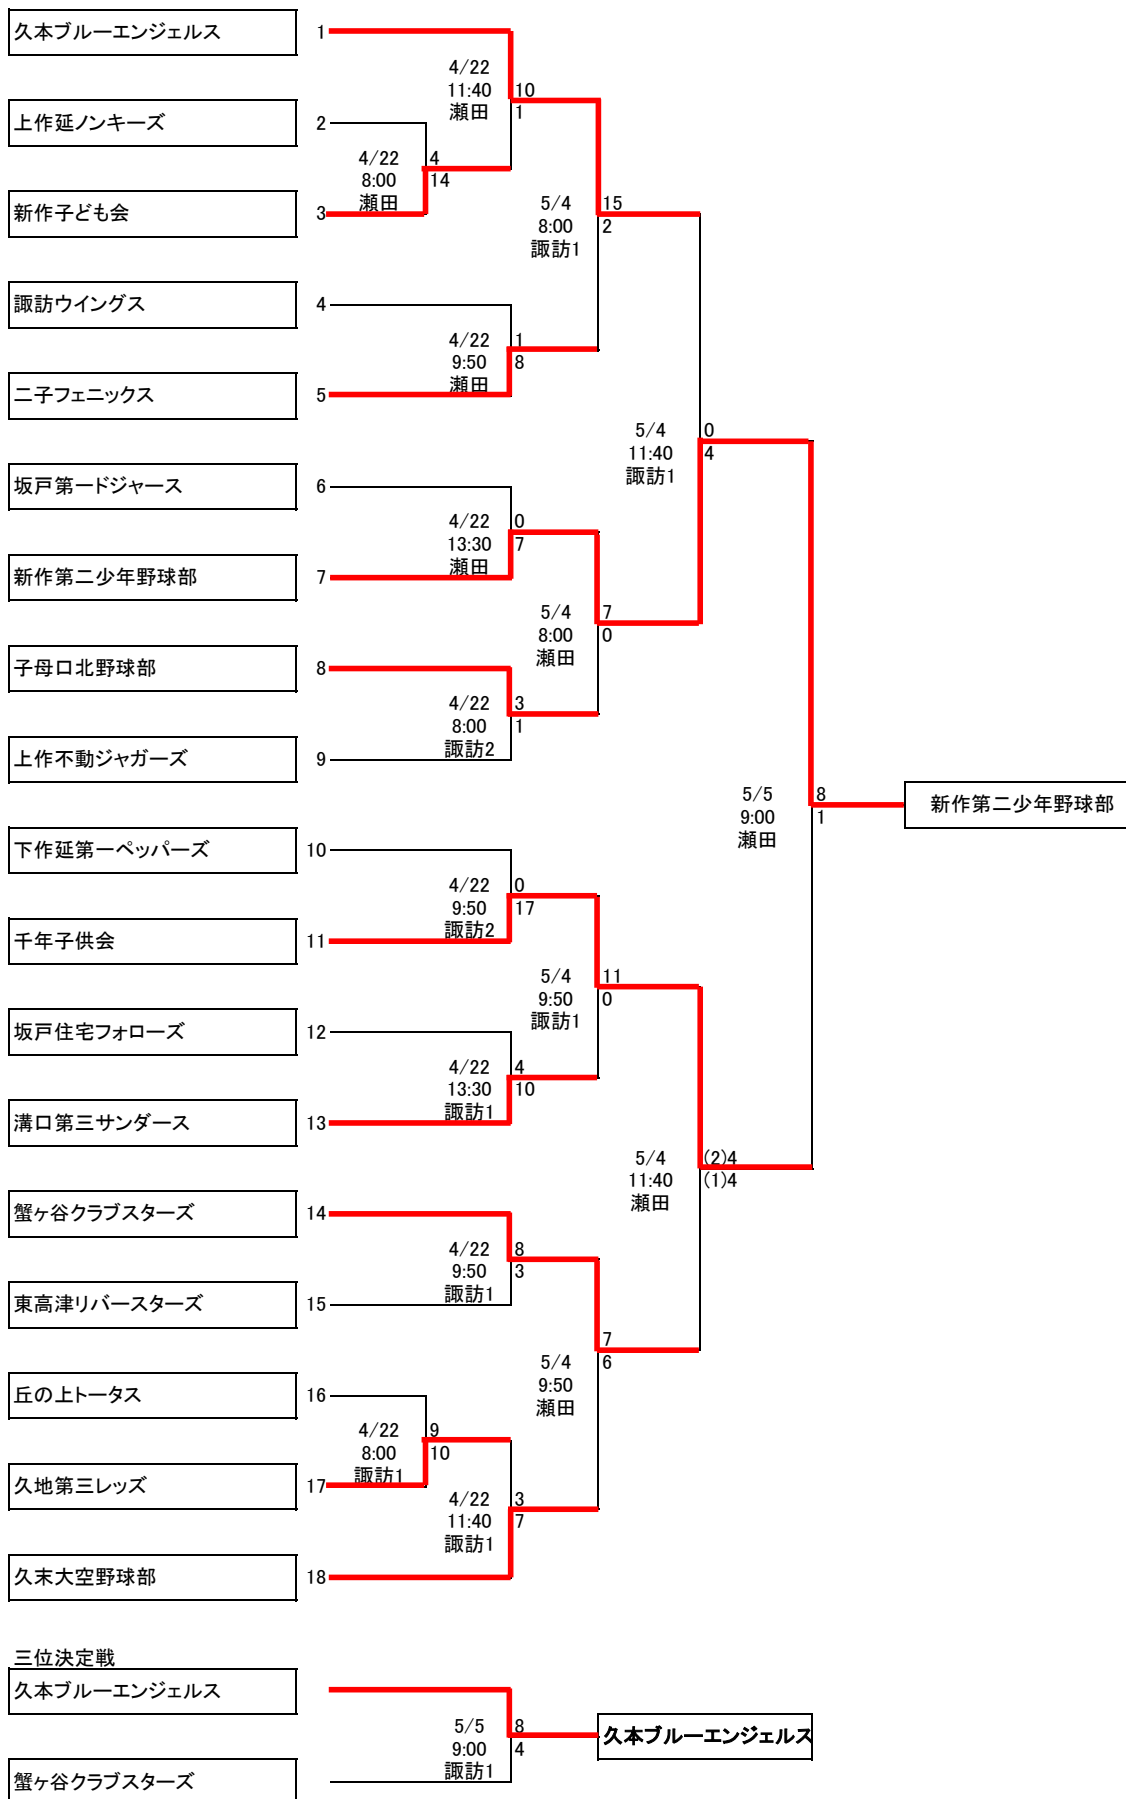 久本ブルーエンジェルス 1
4/22
11:40
瀬田
10
1
上作延ノンキーズ 2
4/22
8:00
瀬田
4
14
新作子ども会 3
5/4
8:00
諏訪1
15
2
諏訪ウイングス 4
4/22
9:50
瀬田
1
8
二子フェニックス 5
5/4
11:40
諏訪1
0
4
坂戸第一ドジャース 6
4/22
13:30
瀬田
0
7
新作第二少年野球部 7
5/4
8:00
瀬田
7
0
子母口北野球部 8
4/22
8:00
諏訪2
3
1
上作不動ジャガーズ 9
5/5
9:00
瀬田
8
1
新作第二少年野球部
下作延第一ペッパーズ 10
4/22
9:50
諏訪2
0
17
千年子供会 11
5/4
9:50
諏訪1
11
0
坂戸住宅フォローズ 12
4/22
13:30
諏訪1
4
10
溝口第三サンダース 13
5/4
11:40
瀬田
(2)4
(1)4
蟹ヶ谷クラブスターズ 14
4/22
9:50
諏訪1
8
3
東高津リバースターズ 15
5/4
9:50
瀬田
7
6
丘の上トータス 16
4/22
8:00
諏訪1
9
10
久地第三レッズ 17
4/22
11:40
諏訪1
3
7
久末大空野球部 18
三位決定戦
久本ブルーエンジェルス
5/5
9:00
諏訪1
8
4
久本ブルーエンジェルス
蟹ヶ谷クラブスターズ